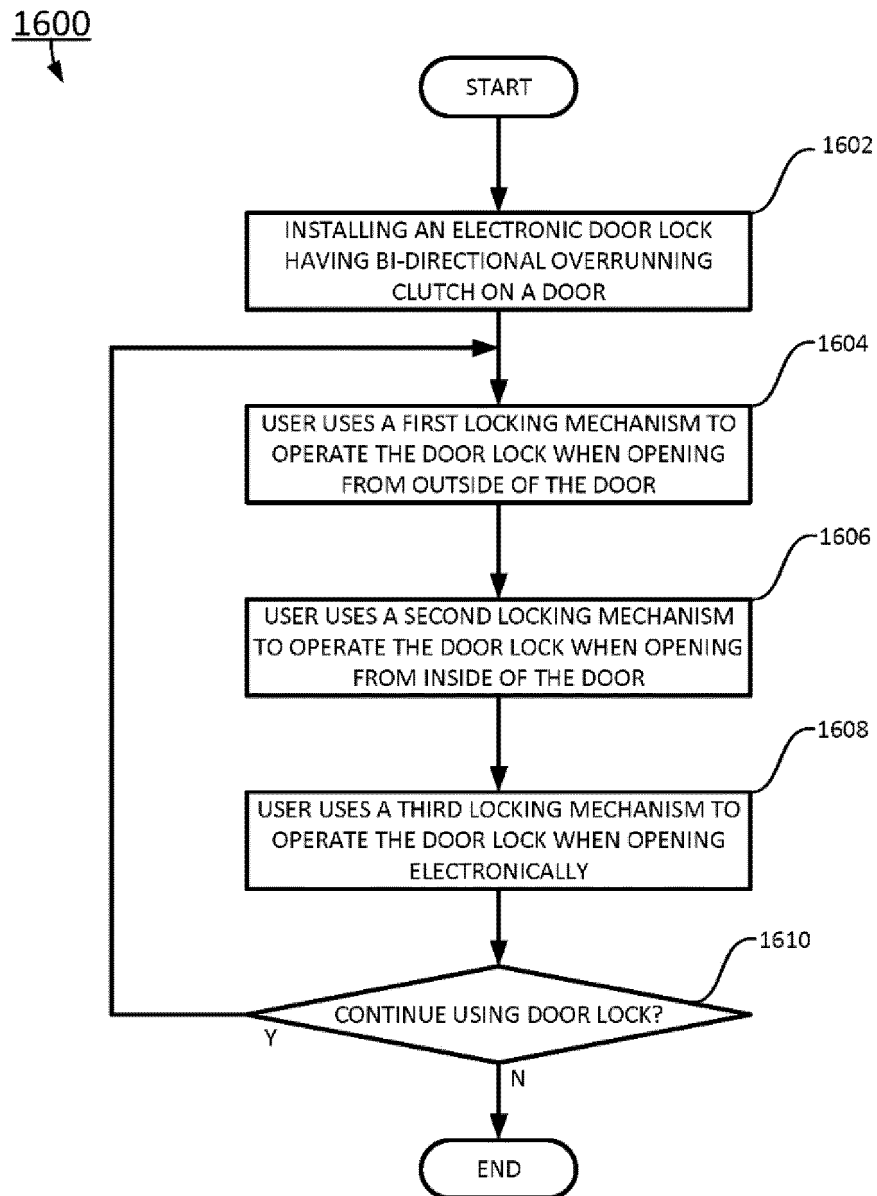 1600
START
1602
INSTALLING AN ELECTRONIC DOOR LOCK
HAVING BI-DIRECTIONAL OVERRUNNING
CLUTCH ON A DOOR
1604
USER USES A FIRST LOCKING MECHANISM TO
OPERATE THE DOOR LOCK WHEN OPENING
FROM OUTSIDE OF THE DOOR
1606
USER USES A SECOND LOCKING MECHANISM
TO OPERATE THE DOOR LOCK WHEN OPENING
FROM INSIDE OF THE DOOR
1608
USER USES A THIRD LOCKING MECHANISM TO
OPERATE THE DOOR LOCK WHEN OPENING
ELECTRONICALLY
1610
CONTINUE USING DOOR LOCK?
Y
N
END